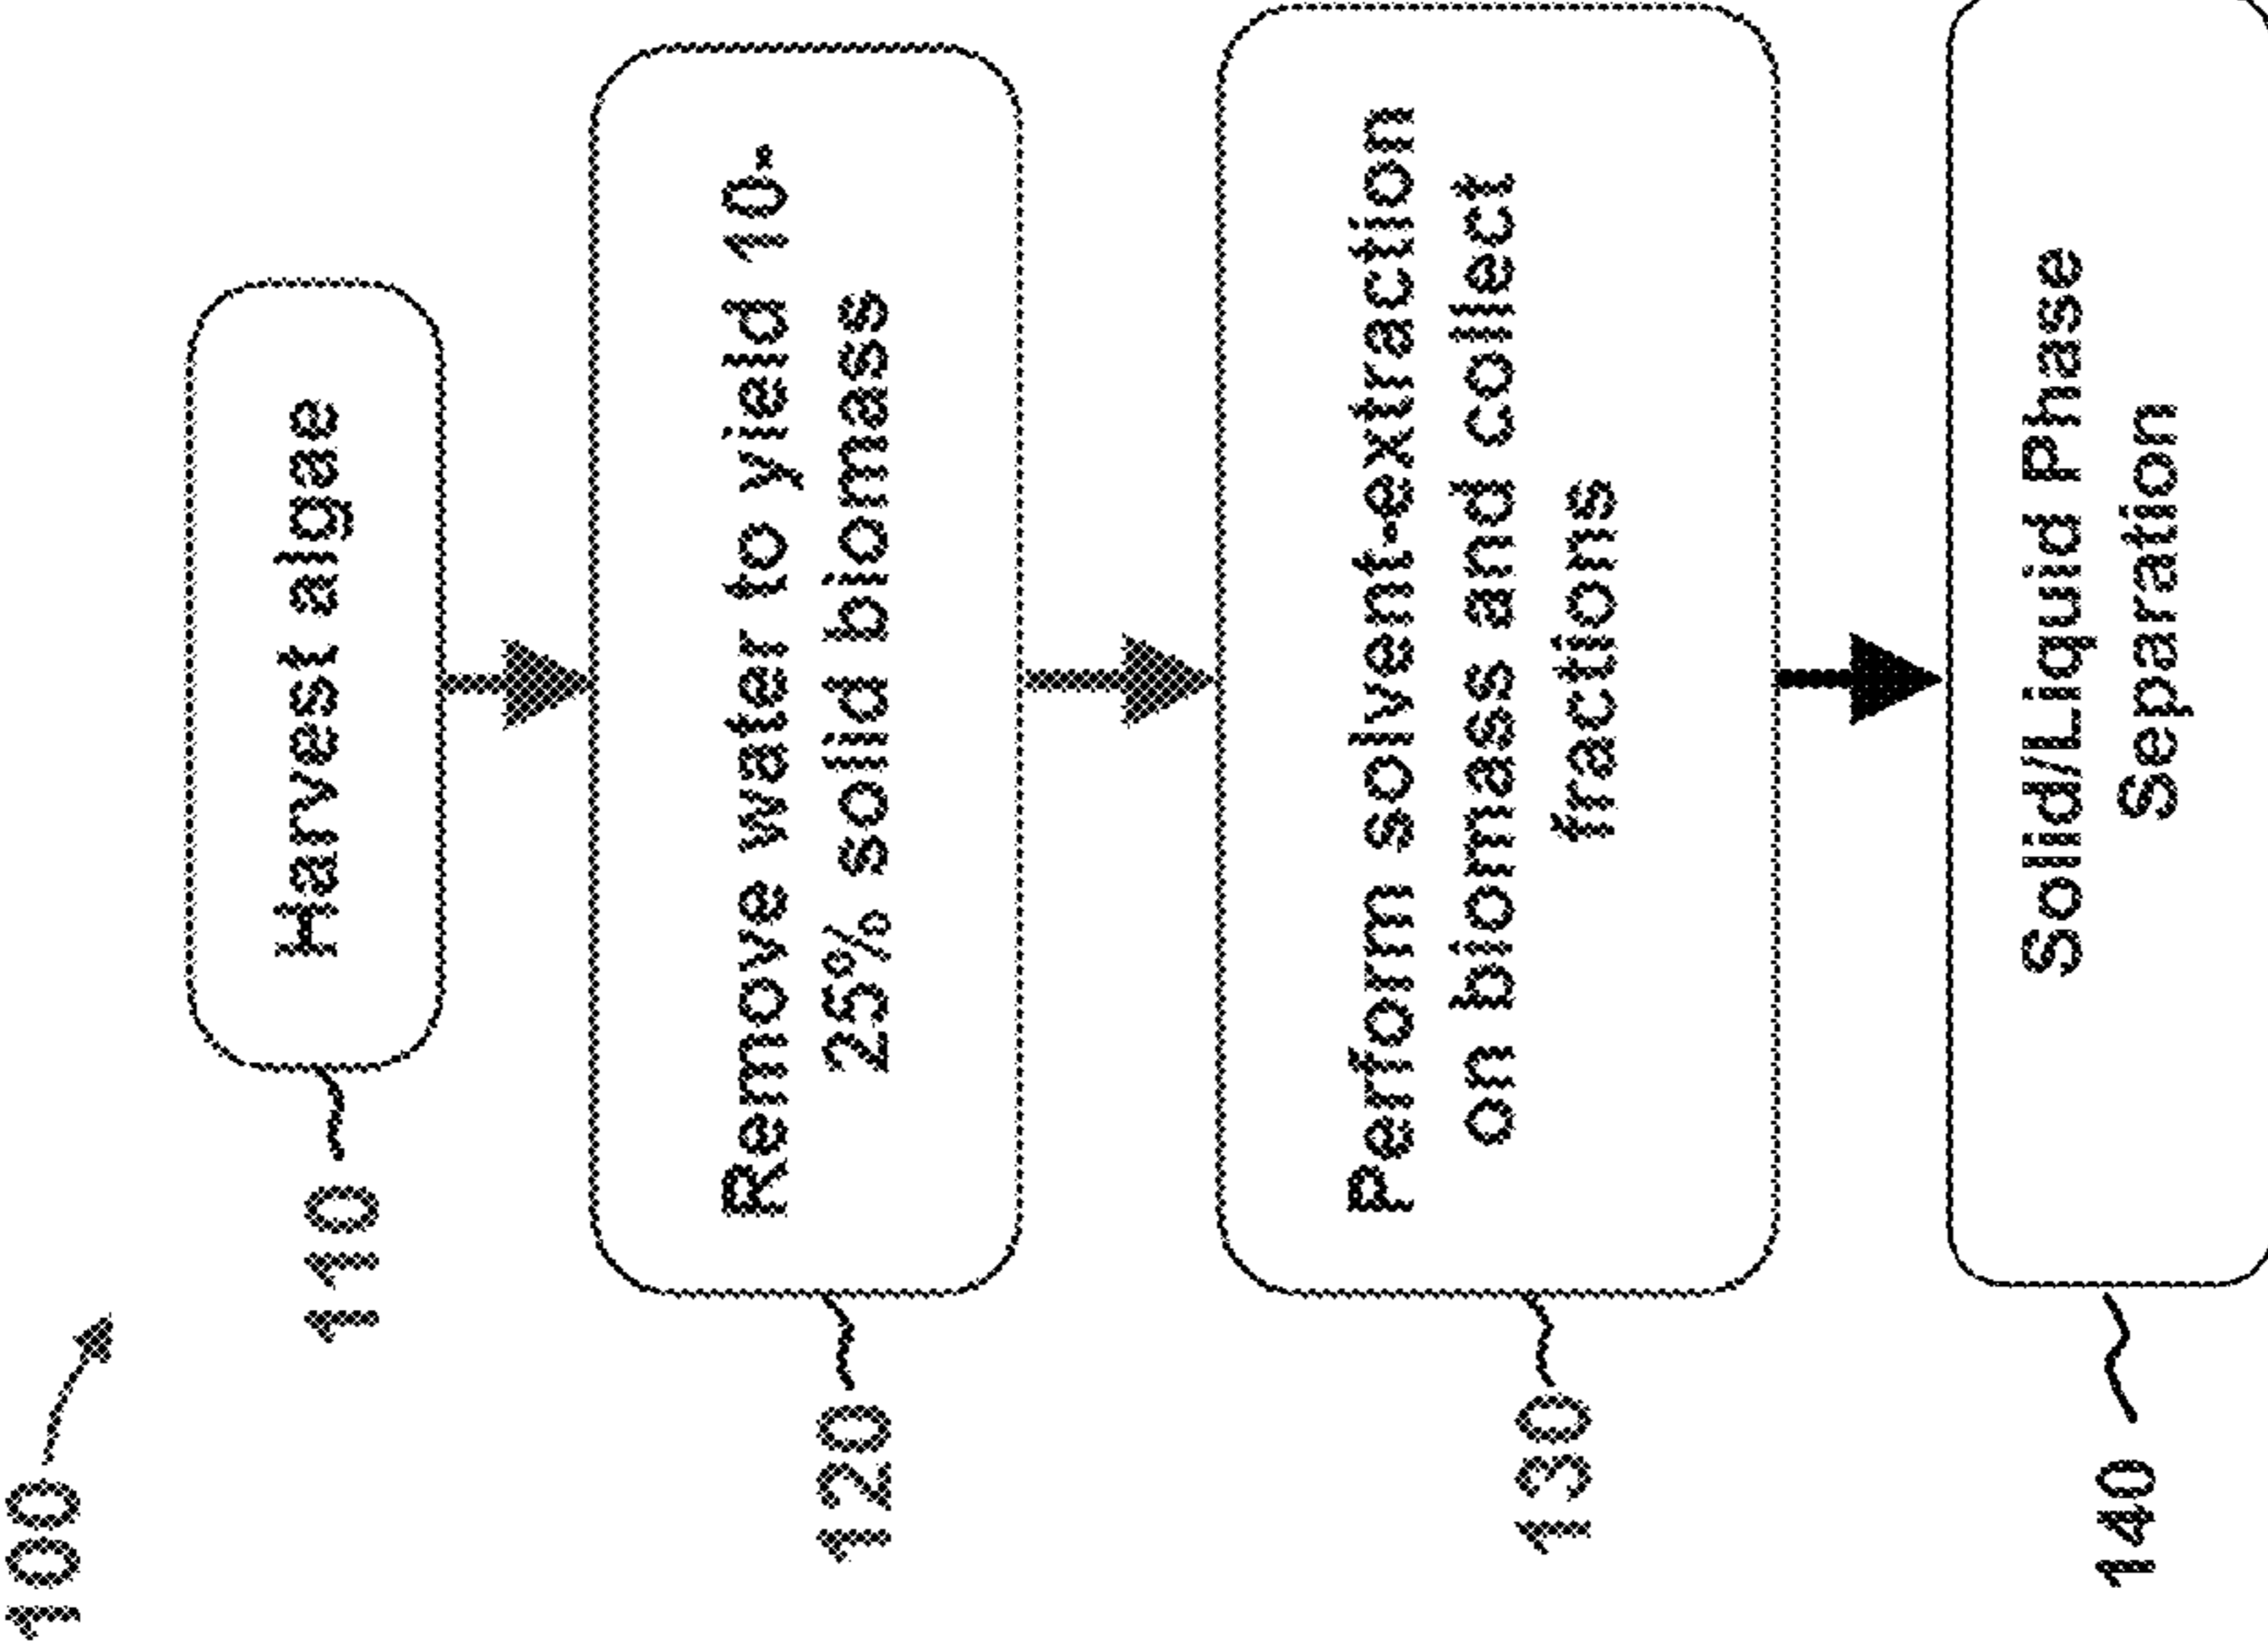 100
110
Harvest algae
120
Remove water to yield 10-
25% solid biomass
130
Perform solvent-extraction
on biomass and collect
fractions
140
Solid/Liquid Phase
Separation